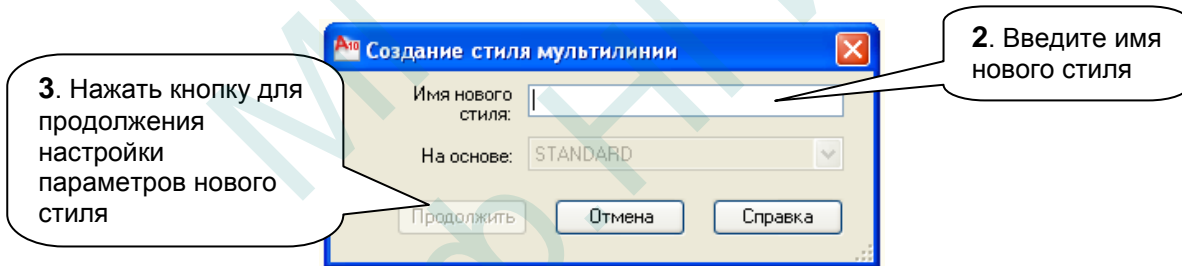 2. Введите имя
нового стиля
A10 Создание стиля мультилинии
3. Нажать кнопку для
продолжения
настройки
параметров нового
стиля
Имя нового
стиля:
На основе: STANDARD
Продолжить Отмена Справка